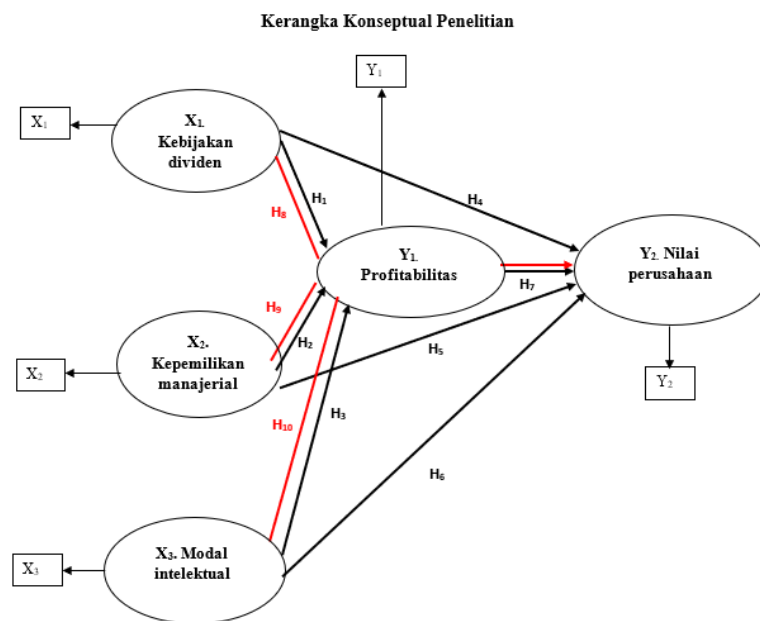 Kerangka Konseptual Penelitian
Y₁
X₁
X₁.
Kebijakan
dividen
H₁
H₄
H₈
Y₁.
Profitabilitas
Y₂. Nilai
perusahaan
H₇
H₉
H₂
X₂.
Kepemilikan
manajerial
X₂
H₅
Y₂
H₁₀
H₃
H₆
X₃. Modal
intelektual
X₃